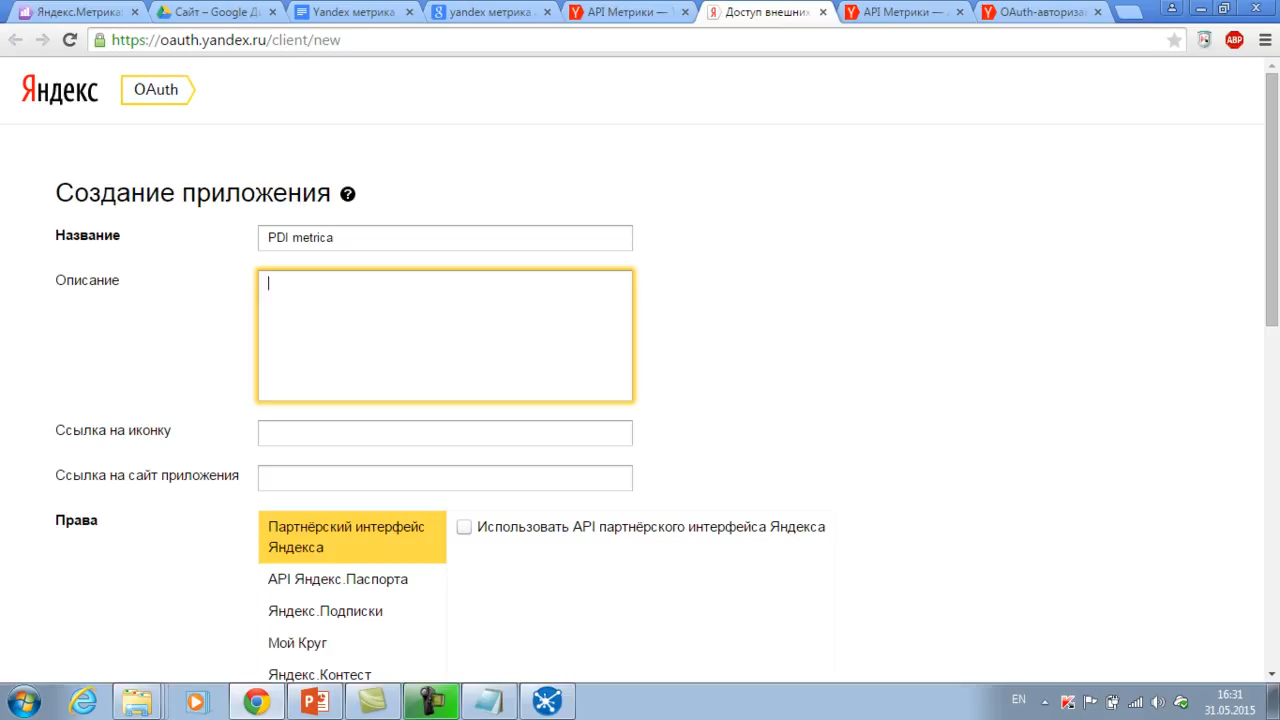 Яндекс.Метрика:
Сайт – Google Ди
Yandex метрика
yandex метрика
API Метрики —
Доступ внешних
API Метрики —
OAuth-авториза
https://oauth.yandex.ru/client/new
ABP
Яндекс
OAuth
Создание приложения ?
Название
PDI metrica
Описание
Ссылка на иконку
Ссылка на сайт приложения
Права
Партнёрский интерфейс
Яндекса
Использовать API партнёрского интерфейса Яндекса
API Яндекс.Паспорта
Яндекс.Подписки
Мой Круг
Яндекс.Контест
EN
16:31
31.05.2015